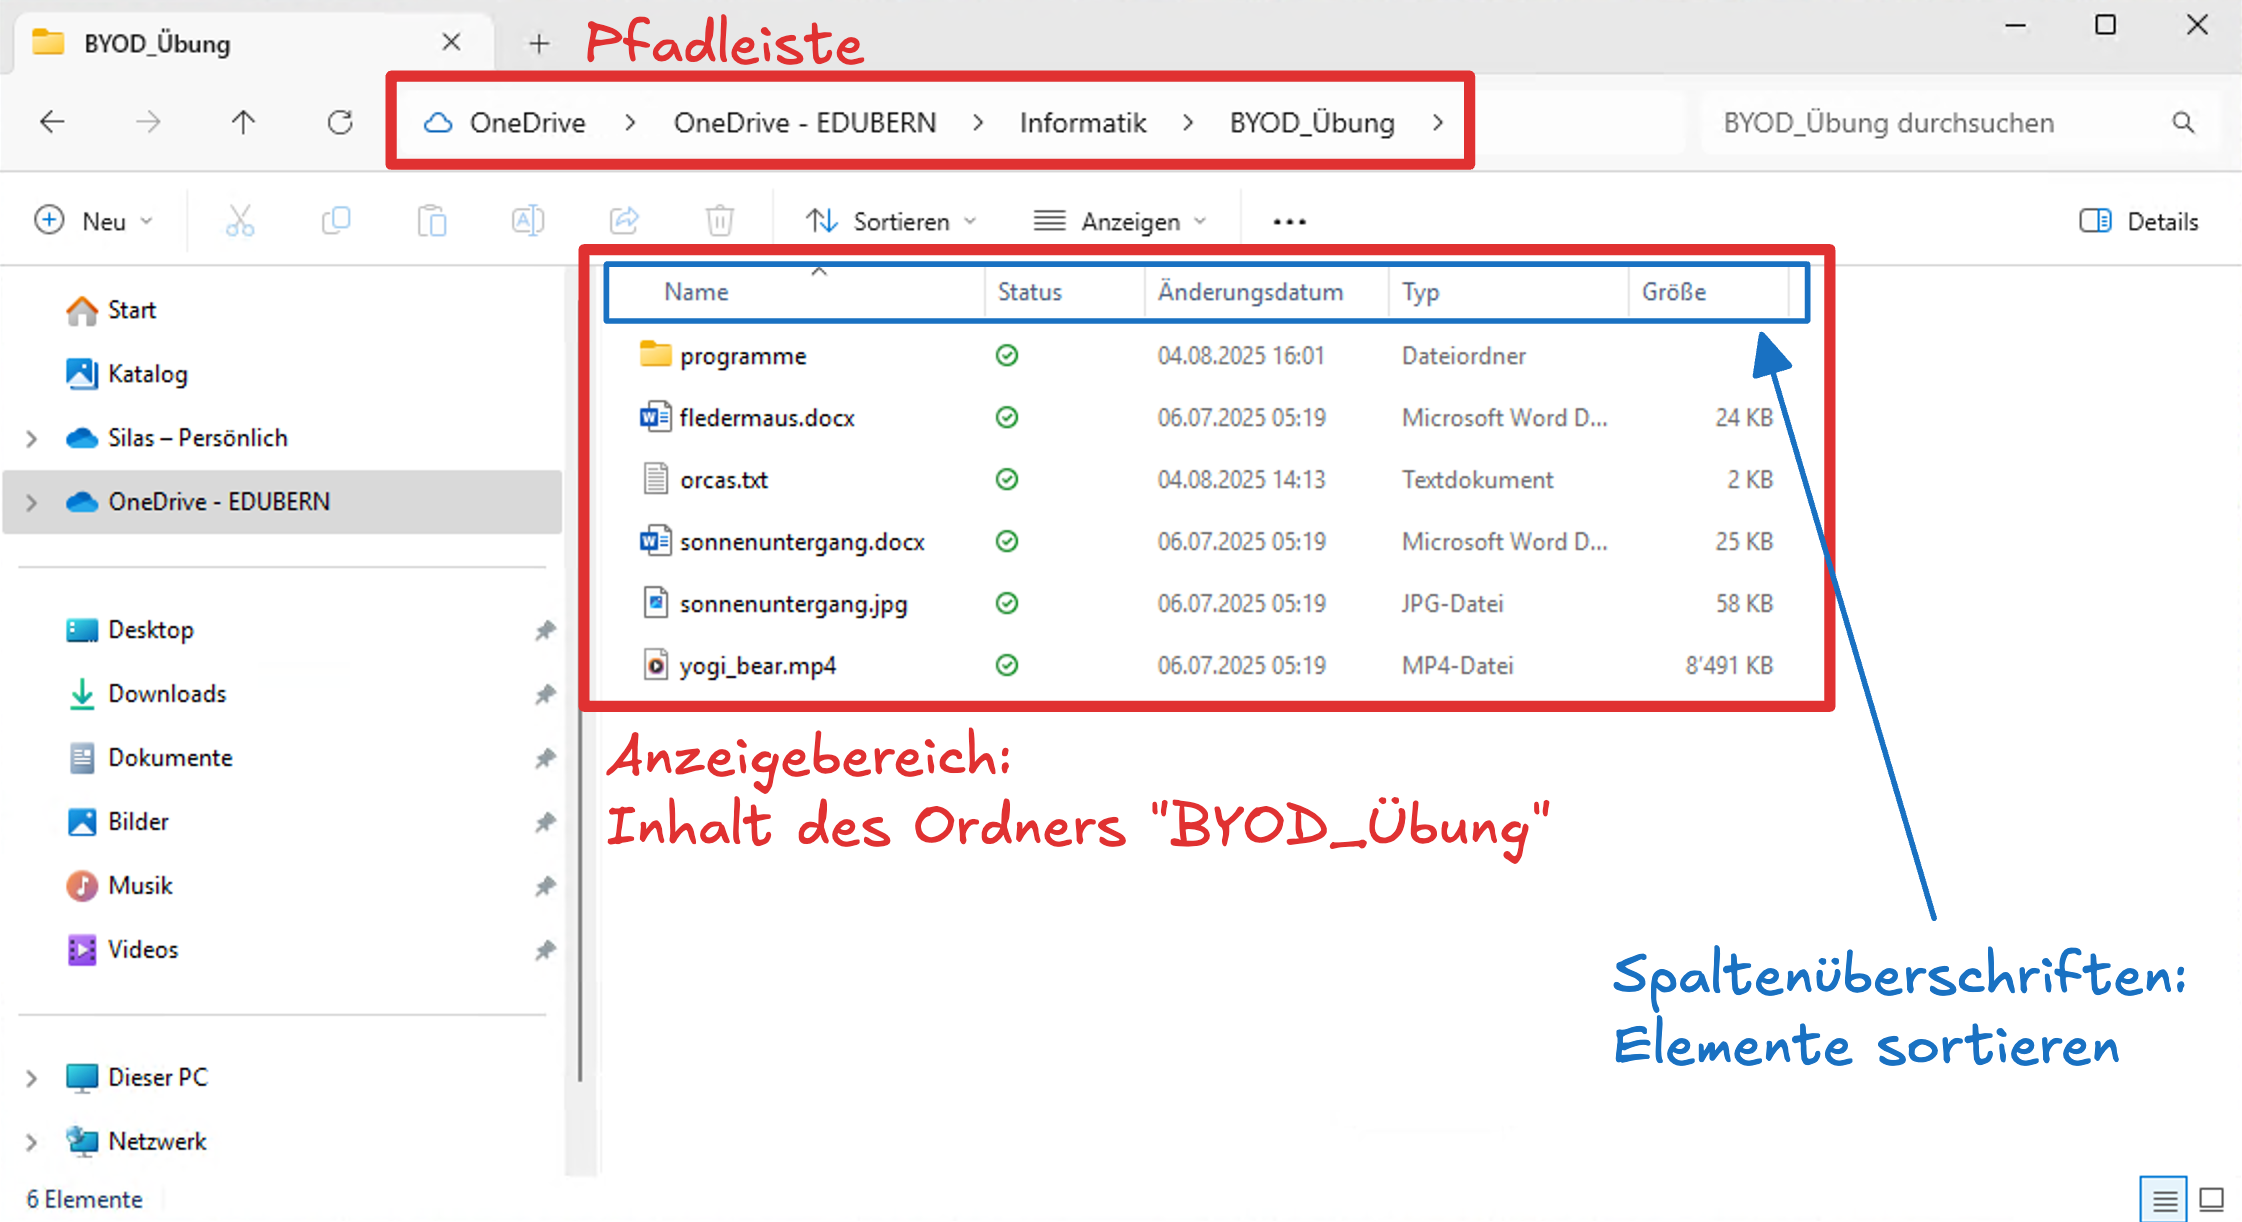 BYOD_Übung
Pfadleiste
OneDrive > OneDrive - EDUBERN > Informatik > BYOD_Übung >
BYOD_Übung durchsuchen
Neu
Sortieren
Anzeigen
Details
Start
Katalog
Silas – Persönlich
OneDrive - EDUBERN
Desktop
Downloads
Dokumente
Bilder
Musik
Videos
Dieser PC
Netzwerk
Name Status Änderungsdatum Typ Größe
programme 04.08.2025 16:01 Dateiordner
fledermaus.docx 06.07.2025 05:19 Microsoft Word D... 24 KB
orcas.txt 04.08.2025 14:13 Textdokument 2 KB
sonnenuntergang.docx 06.07.2025 05:19 Microsoft Word D... 25 KB
sonnenuntergang.jpg 06.07.2025 05:19 JPG-Datei 58 KB
yogi_bear.mp4 06.07.2025 05:19 MP4-Datei 8'491 KB
Anzeigebereich:
Inhalt des Ordners "BYOD_Übung"
Spaltenüberschriften:
Elemente sortieren
6 Elemente